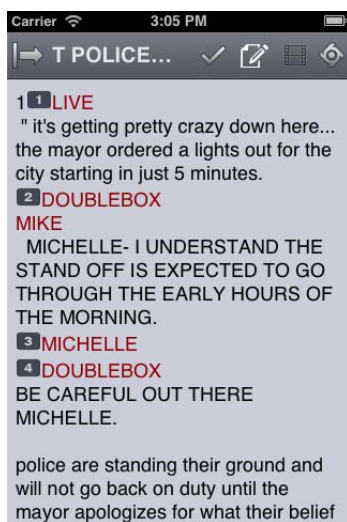 Carrier 3:05 PM
T POLICE...
1 1 LIVE
" it's getting pretty crazy down here...
the mayor ordered a lights out for the
city starting in just 5 minutes.
2 DOUBLEBOX
MIKE
MICHELLE- I UNDERSTAND THE
STAND OFF IS EXPECTED TO GO
THROUGH THE EARLY HOURS OF
THE MORNING.
3 MICHELLE
4 DOUBLEBOX
BE CAREFUL OUT THERE
MICHELLE.
police are standing their ground and
will not go back on duty until the
mayor apologizes for what their belief